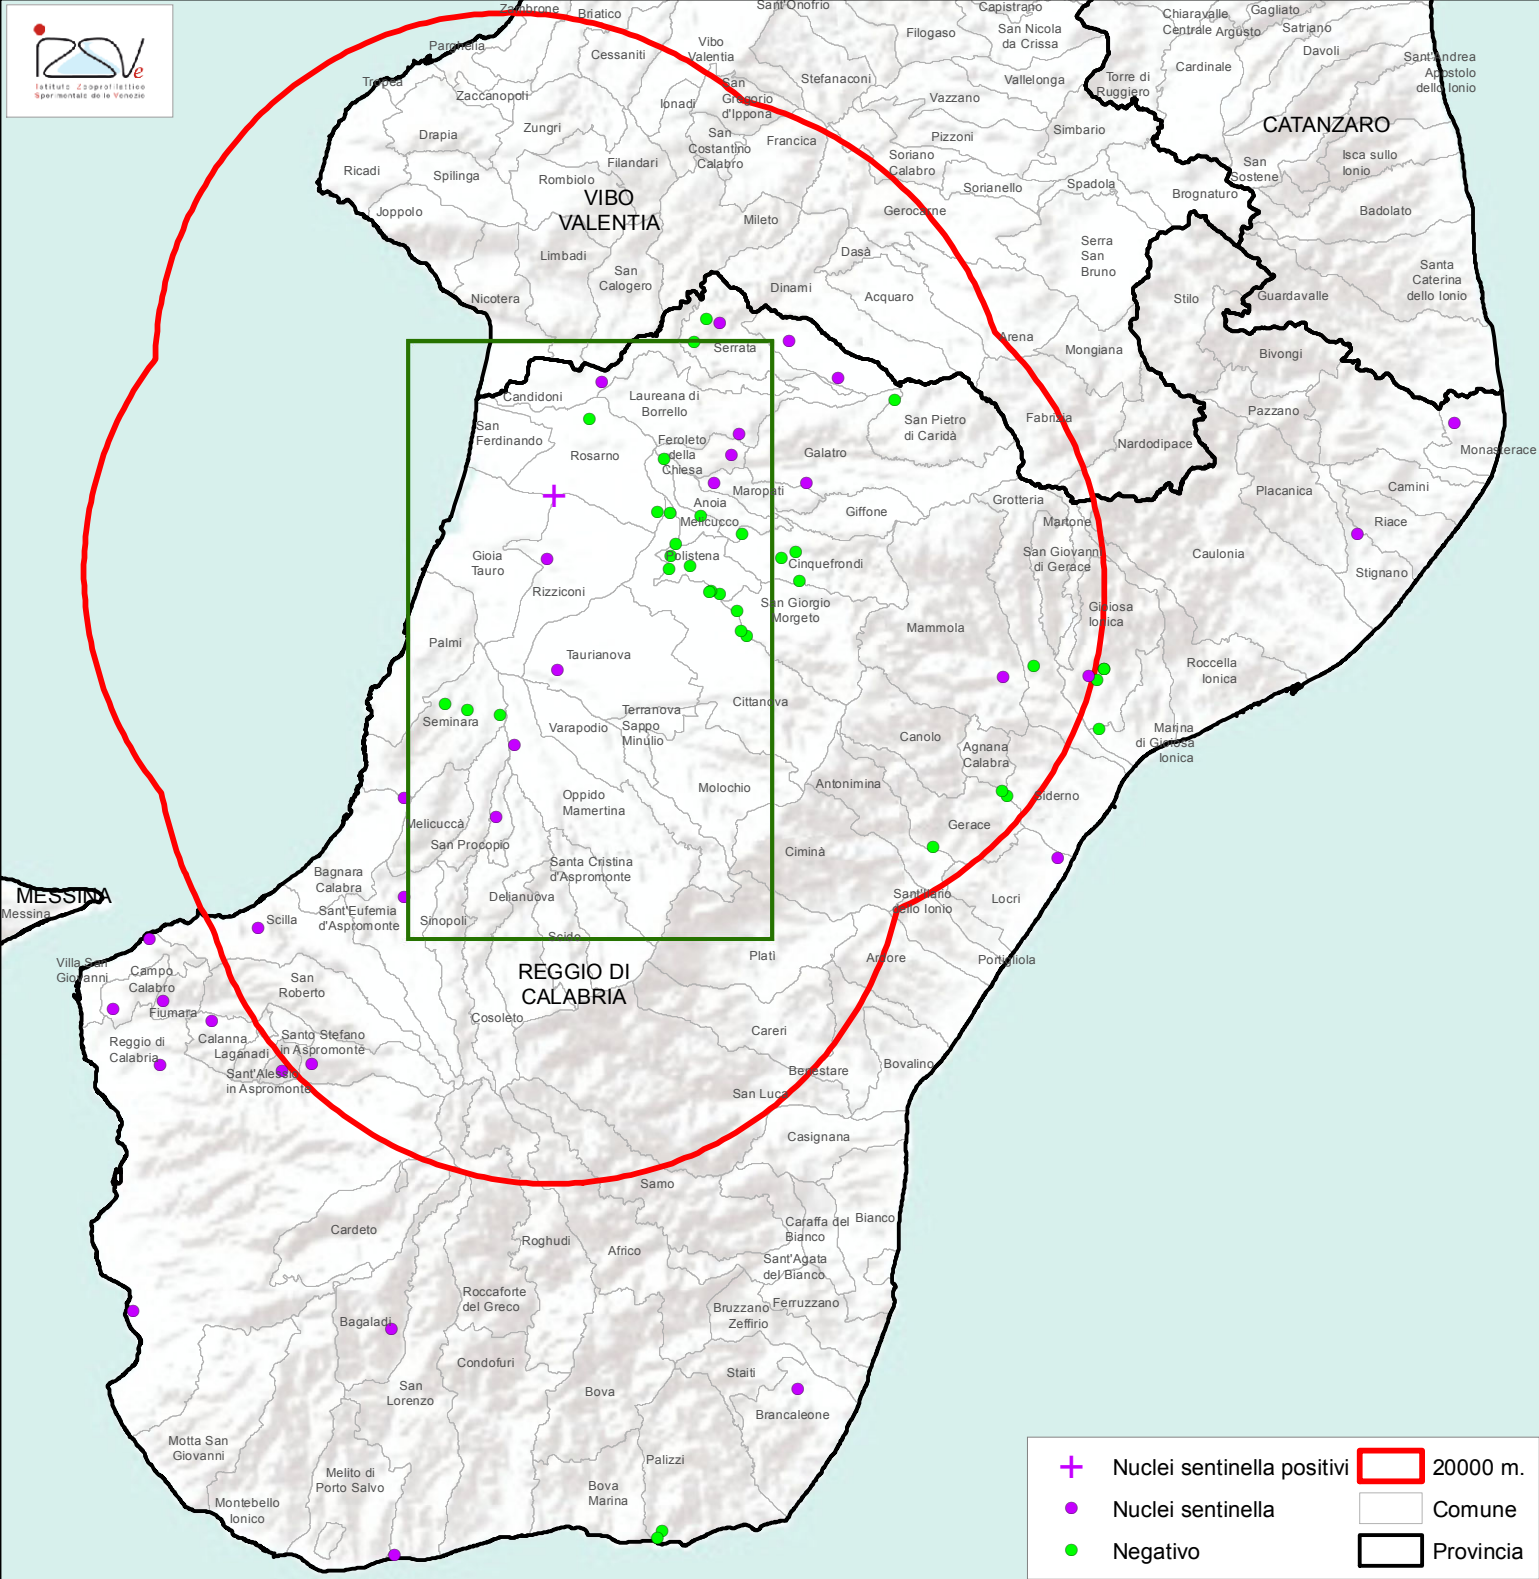 IZSVe
Istituto Zooprofilattico
Sperimentale delle Venezie
Zambrone
Briatico
Sant'Onofrio
Capistrano
Chiaravalle
Centrale
Gagliato
Argusto
Satriano
Davoli
Parghelia
Cessaniti
Vibo
Valentia
Filogaso
San Nicola
da Crissa
Cardinale
Sant'Andrea
Apostolo
dello Ionio
Tropea
Zaccanopoli
Stefanaconi
Vallelonga
Torre di
Ruggiero
San
Gregorio
d'Ippona
Ionadi
Vazzano
CATANZARO
Drapia
Zungri
San
Costantino
Calabro
Francica
Pizzoni
Simbario
Ricadi
Spilinga
Rombiolo
Filandari
Soriano
Calabro
San
Sostene
Isca sullo
Ionio
VIBO
VALENTIA
Sorianello
Spadola
Brognaturo
Joppolo
Mileto
Gerocarne
Badolato
Limbadi
San
Calogero
Dasà
Serra
San
Bruno
Santa
Caterina
dello Ionio
Nicotera
Dinami
Acquaro
Stilo
Guardavalle
Serrata
Arena
Mongiana
Bivongi
Candidoni
Laureana di
Borrello
San Pietro
di Caridà
Fabrizia
Pazzano
San
Ferdinando
Rosarno
Feroleto
della
Chiesa
Galatro
Nardodipace
Monasterace
Maropati
Anoia
Giffone
Grotteria
Placanica
Camini
Melicucco
Martone
Riace
Gioia
Tauro
Polistena
Cinquefrondi
San Giovanni
di Gerace
Caulonia
Stignano
Rizziconi
San Giorgio
Morgeto
Gioiosa
Ionica
Palmi
Taurianova
Mammola
Roccella
Ionica
Seminara
Varapodio
Terranova
Sappo
Minulio
Cittanova
Canolo
Agnana
Calabra
Marina
di Gioiosa
Ionica
Oppido
Mamertina
Molochio
Antonimina
Siderno
Melicuccà
San Procopio
Gerace
Ciminà
Bagnara
Calabra
Santa Cristina
d'Aspromonte
MESSINA
Messina
Sant'Eufemia
d'Aspromonte
Sinopoli
Delianuova
Sant'Ilario
dello Ionio
Locri
Scilla
Scido
Villa San
Giovanni
Campo
Calabro
San
Roberto
REGGIO DI
CALABRIA
Platì
Ardore
Portigliola
Fiumara
Cosoleto
Careri
Reggio di
Calabria
Calanna
Laganadi
Santo Stefano
in Aspromonte
Sant'Alessio
in Aspromonte
Benestare
Bovalino
San Luca
Casignana
Samo
Cardeto
Roghudi
Africo
Caraffa del
Bianco
Bianco
Sant'Agata
del Bianco
Roccaforte
del Greco
Bruzzano
Zeffirio
Ferruzzano
Bagaladi
Condofuri
Staiti
San
Lorenzo
Bova
Brancaleone
Motta San
Giovanni
Palizzi
Melito di
Porto Salvo
Bova
Marina
Montebello
Ionico
Nuclei sentinella positivi
20000 m.
Nuclei sentinella
Comune
Negativo
Provincia